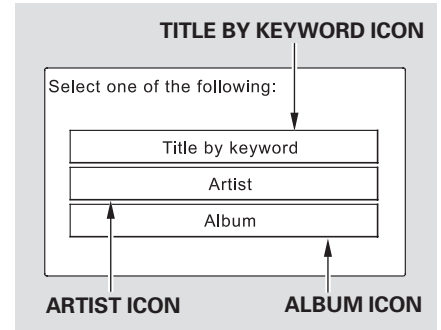 TITLE BY KEYWORD ICON
Select one of the following:
Title by keyword
Artist
Album
ARTIST ICON
ALBUM ICON